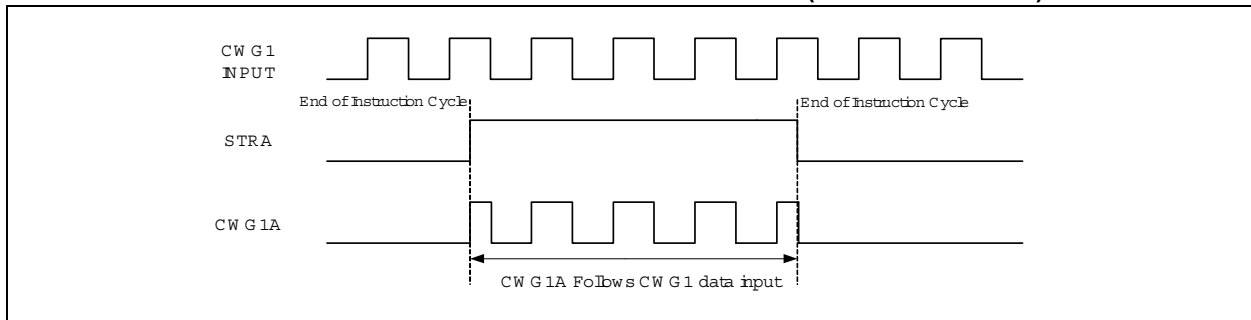 CWG1
INPUT
End of Instruction Cycle
End of Instruction Cycle
STRA
CWG1A
CWG1A Follows CWG1 data input